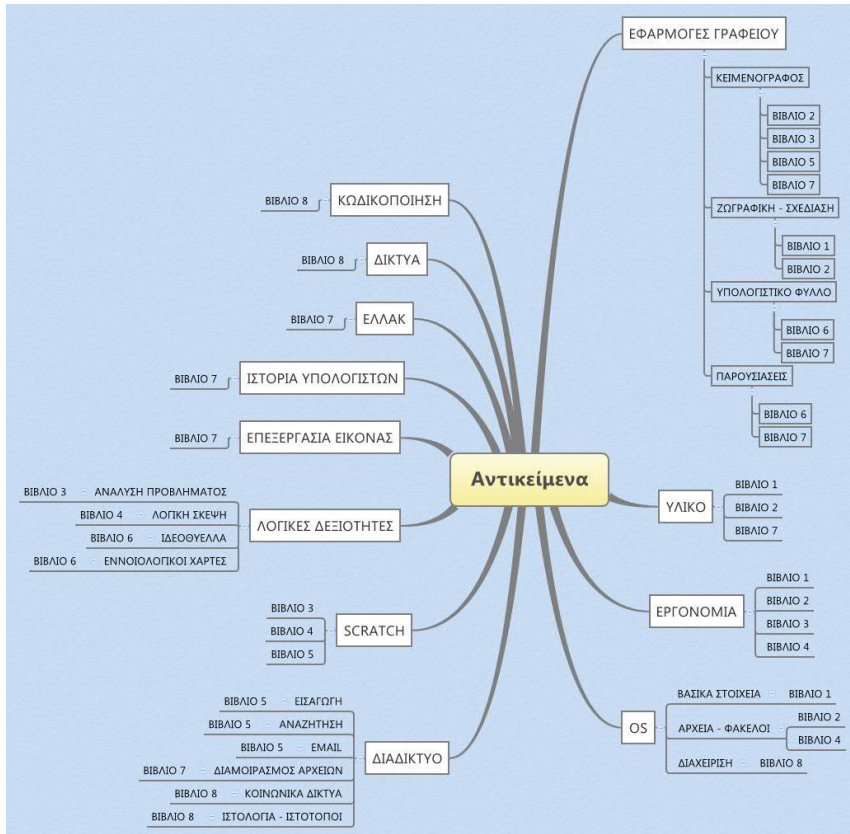 ΕΦΑΡΜΟΓΕΣ ΓΡΑΦΕΙΟΥ
ΚΕΙΜΕΝΟΓΡΑΦΟΣ
ΒΙΒΛΙΟ 2
ΒΙΒΛΙΟ 3
ΒΙΒΛΙΟ 5
ΒΙΒΛΙΟ 7
ΖΩΓΡΑΦΙΚΗ - ΣΧΕΔΙΑΣΗ
ΒΙΒΛΙΟ 1
ΒΙΒΛΙΟ 2
ΥΠΟΛΟΓΙΣΤΙΚΟ ΦΥΛΛΟ
ΒΙΒΛΙΟ 6
ΒΙΒΛΙΟ 7
ΠΑΡΟΥΣΙΑΣΕΙΣ
ΒΙΒΛΙΟ 6
ΒΙΒΛΙΟ 7
ΚΩΔΙΚΟΠΟΙΗΣΗ
ΒΙΒΛΙΟ 8
ΔΙΚΤΥΑ
ΒΙΒΛΙΟ 8
ΕΛΛΑΚ
ΒΙΒΛΙΟ 7
ΙΣΤΟΡΙΑ ΥΠΟΛΟΓΙΣΤΩΝ
ΒΙΒΛΙΟ 7
ΕΠΕΞΕΡΓΑΣΙΑ ΕΙΚΟΝΑΣ
ΒΙΒΛΙΟ 7
Αντικείμενα
ΛΟΓΙΚΕΣ ΔΕΞΙΟΤΗΤΕΣ
ΒΙΒΛΙΟ 3 ΑΝΑΛΥΣΗ ΠΡΟΒΛΗΜΑΤΟΣ
ΒΙΒΛΙΟ 4 ΛΟΓΙΚΗ ΣΚΕΨΗ
ΒΙΒΛΙΟ 6 ΙΔΕΟΘΥΕΛΛΑ
ΒΙΒΛΙΟ 6 ΕΝΝΟΙΟΛΟΓΙΚΟΙ ΧΑΡΤΕΣ
SCRATCH
ΒΙΒΛΙΟ 3
ΒΙΒΛΙΟ 4
ΒΙΒΛΙΟ 5
ΔΙΑΔΙΚΤΥΟ
ΒΙΒΛΙΟ 5 ΕΙΣΑΓΩΓΗ
ΒΙΒΛΙΟ 5 ΑΝΑΖΗΤΗΣΗ
ΒΙΒΛΙΟ 5 EMAIL
ΒΙΒΛΙΟ 7 ΔΙΑΜΟΙΡΑΣΜΟΣ ΑΡΧΕΙΩΝ
ΒΙΒΛΙΟ 8 ΚΟΙΝΩΝΙΚΑ ΔΙΚΤΥΑ
ΒΙΒΛΙΟ 8 ΙΣΤΟΛΟΓΙΑ - ΙΣΤΟΤΟΠΟΙ
ΥΛΙΚΟ
ΒΙΒΛΙΟ 1
ΒΙΒΛΙΟ 2
ΒΙΒΛΙΟ 7
ΕΡΓΟΝΟΜΙΑ
ΒΙΒΛΙΟ 1
ΒΙΒΛΙΟ 2
ΒΙΒΛΙΟ 3
ΒΙΒΛΙΟ 4
OS
ΒΑΣΙΚΑ ΣΤΟΙΧΕΙΑ ΒΙΒΛΙΟ 1
ΑΡΧΕΙΑ - ΦΑΚΕΛΟΙ
ΒΙΒΛΙΟ 2
ΒΙΒΛΙΟ 4
ΔΙΑΧΕΙΡΙΣΗ ΒΙΒΛΙΟ 8